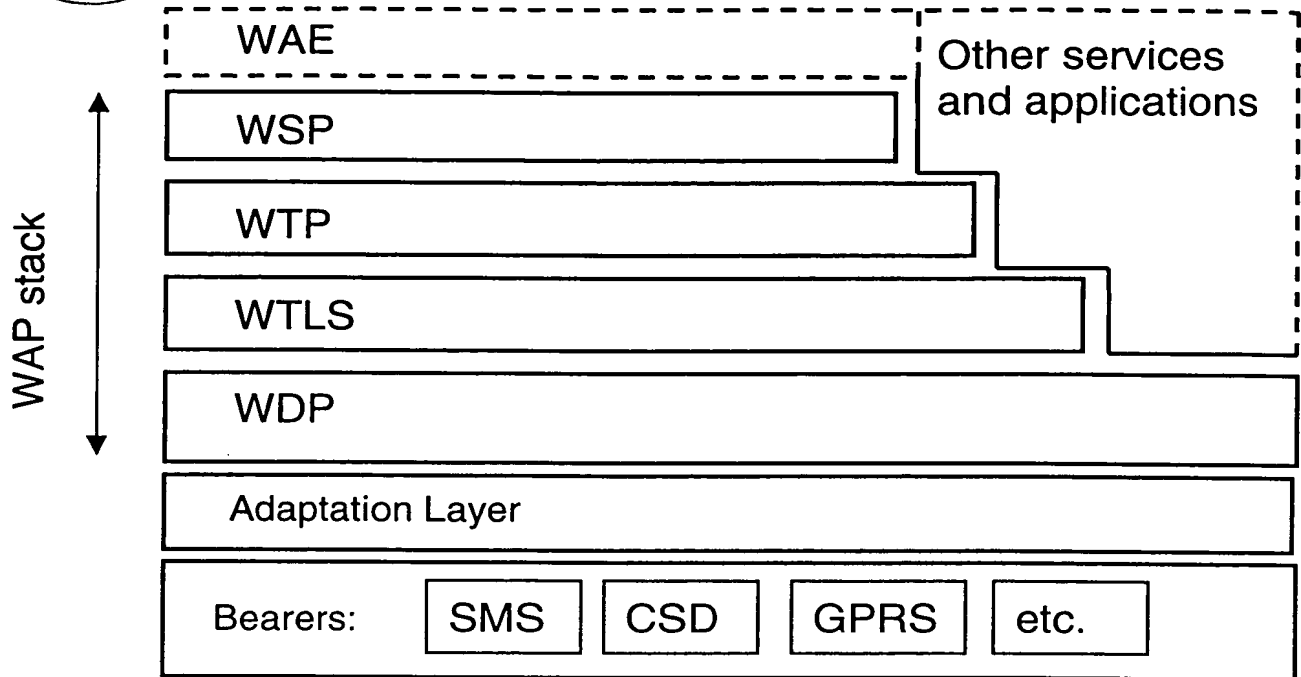 WAE
Other services
and applications
WSP
WTP
WTLS
WDP
WAP stack
Adaptation Layer
Bearers: SMS CSD GPRS etc.